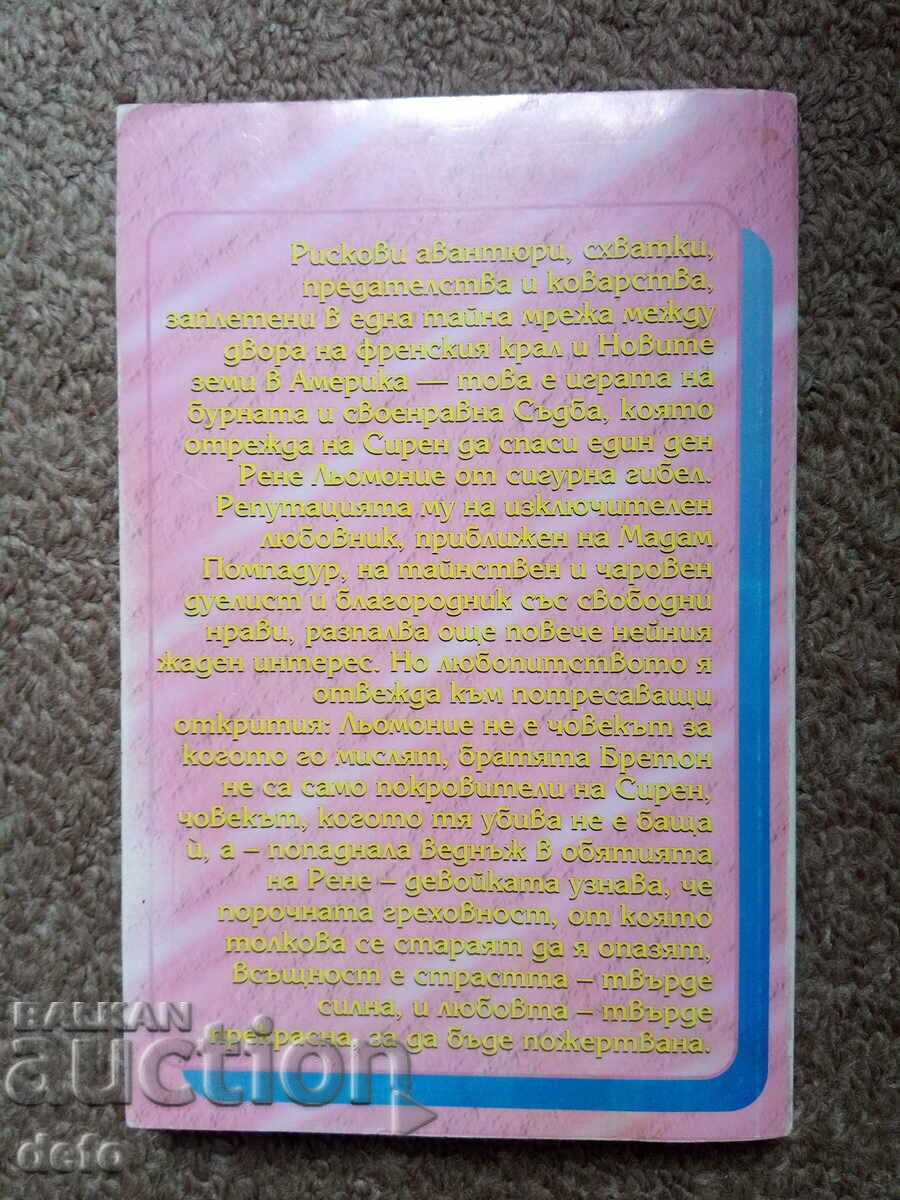 Рискови авантюри, схватки,
предателства и коварства,
заплетени в една тайна мрежа между
двора на френския крал и Новите
земи в Америка — това е играта на
бурната и своенравна Съдба, която
отрежда на Сирен да спаси един ден
Рене Льомоние от сигурна гибел.
Репутацията му на изключителен
любовник, приближен на Мадам
Помпадур, на тайнствен и чаровен
дуелист и благородник със свободни
нрави, разпалва още повече нейния
жаден интерес. Но любопитството я
отвежда към потресаващи
открития: Льомоние не е човекът за
когото го мислят, братята Бретон
не са само покровители на Сирен,
човекът, когото тя убива не е баща
ѝ, а – попаднала веднъж в обятията
на Рене – девойката узнава, че
порочната греховност, от която
толкова се стараят да я опазят,
всъщност е страстта – твърде
силна, и любовта – твърде
прекрасна, за да бъде пожертвана.
BALKAN
auction
defo